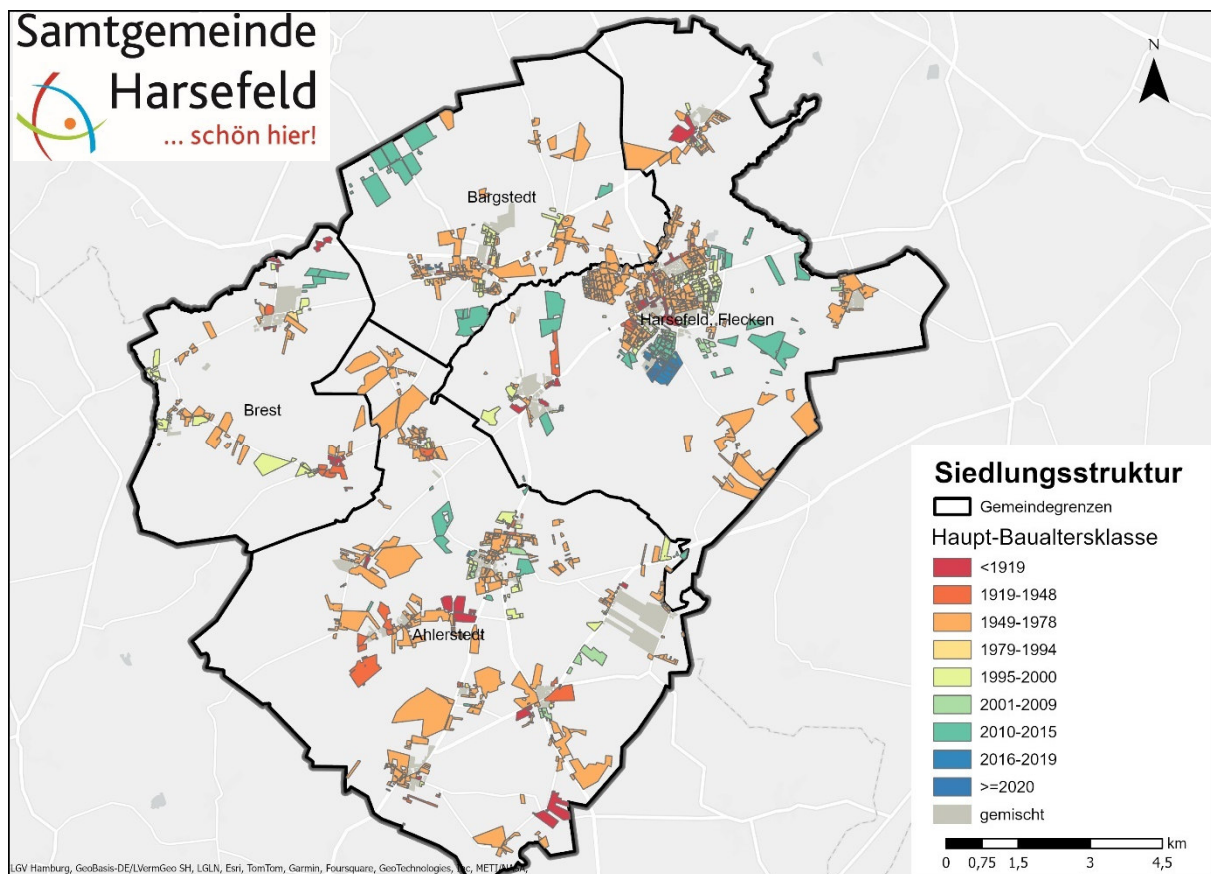 Samtgemeinde
Harsefeld
... schön hier!
N
Bargstedt
Harsefeld, Flecken
Brest
Ahlerstedt
Siedlungsstruktur
Gemeindegrenzen
Haupt-Baualtersklasse
<1919
1919-1948
1949-1978
1979-1994
1995-2000
2001-2009
2010-2015
2016-2019
>=2020
gemischt
km
0 0,75 1,5 3 4,5
LGV Hamburg, GeoBasis-DE/LVermGeo SH, LGLN, Esri, TomTom, Garmin, Foursquare, GeoTechnologies,